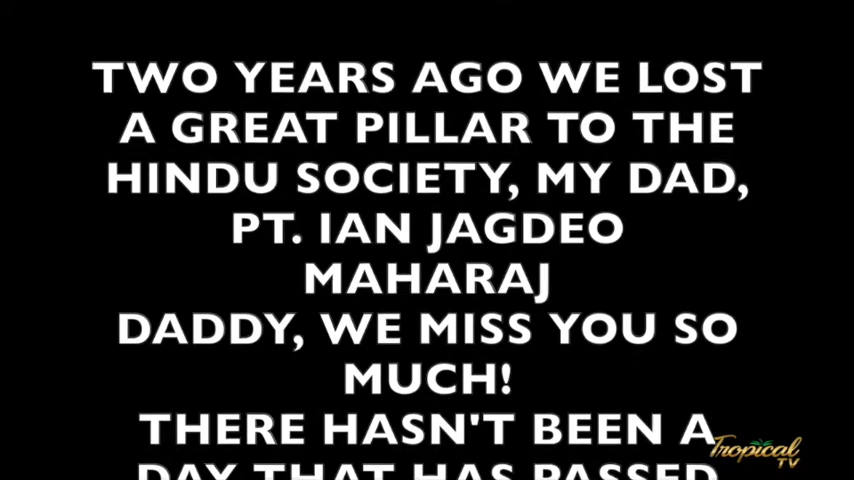 TWO YEARS AGO WE LOST
A GREAT PILLAR TO THE
HINDU SOCIETY, MY DAD,
PT. IAN JAGDEO
MAHARAJ
DADDY, WE MISS YOU SO
MUCH!
THERE HASN'T BEEN A
DAY THAT HAS PASSED
Tropical
TV